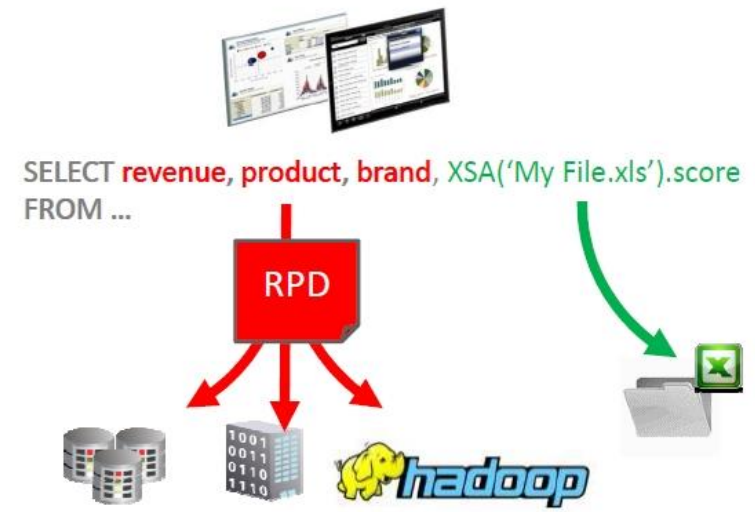 SELECT revenue, product, brand, XSA(‘My File.xls’).score
FROM ...
RPD
1001
0011
0110
1110
hadoop